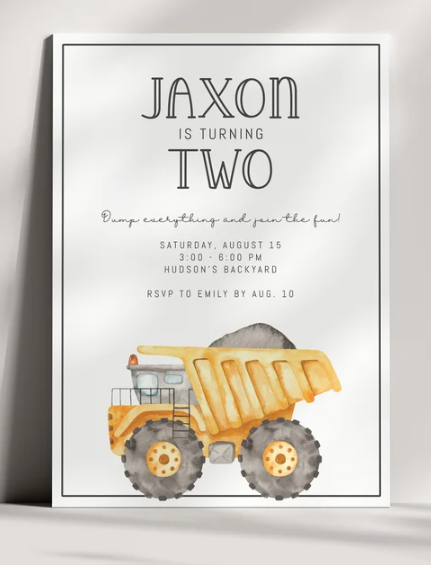 JAXON
IS TURNING
TWO
Dump everything and join the fun!
SATURDAY, AUGUST 15
3:00 - 6:00 PM
HUDSON'S BACKYARD
RSVP TO EMILY BY AUG. 10